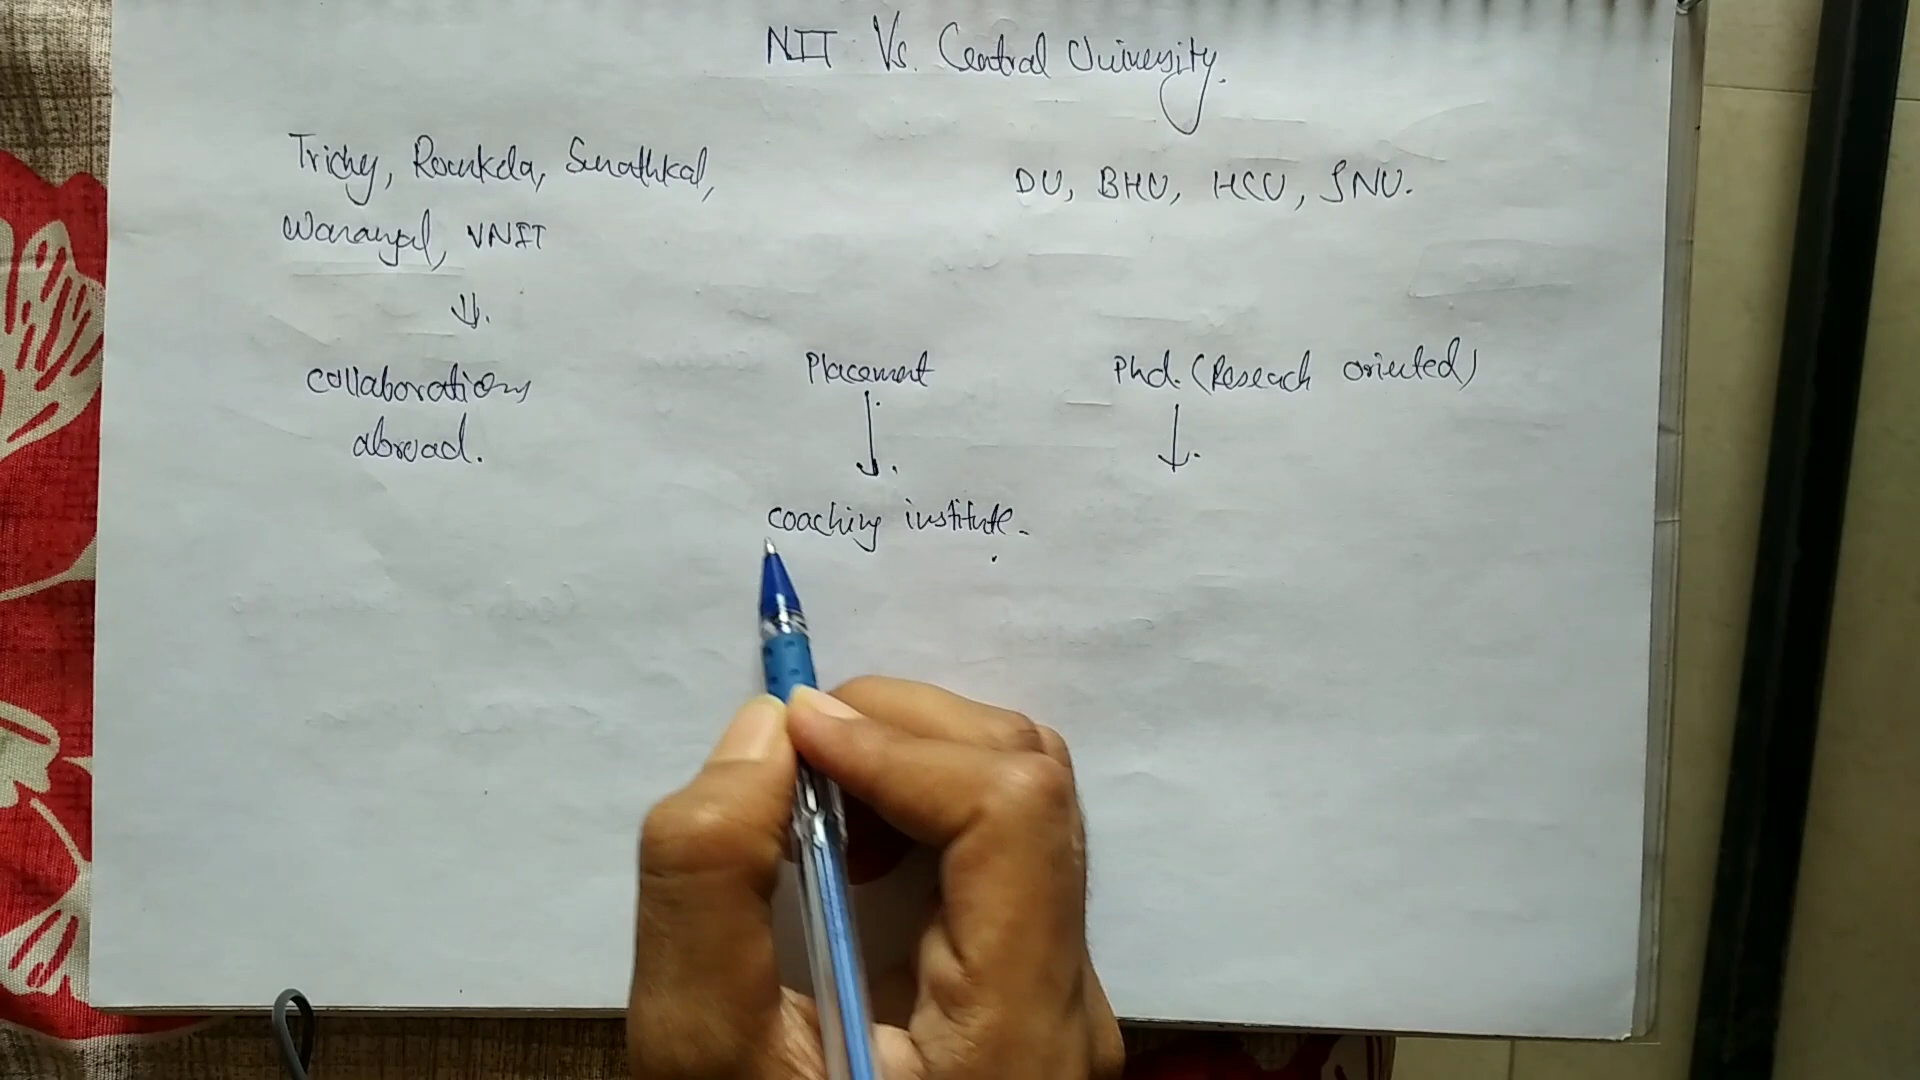 NIT Vs. Central University.
Trichy, Rourkela, Surathkal,
Warangal, VNIT
DU, BHU, HCU, JNU.
collaborations
abroad.
Placement
Phd. (Reseach oriented)
coaching institute.